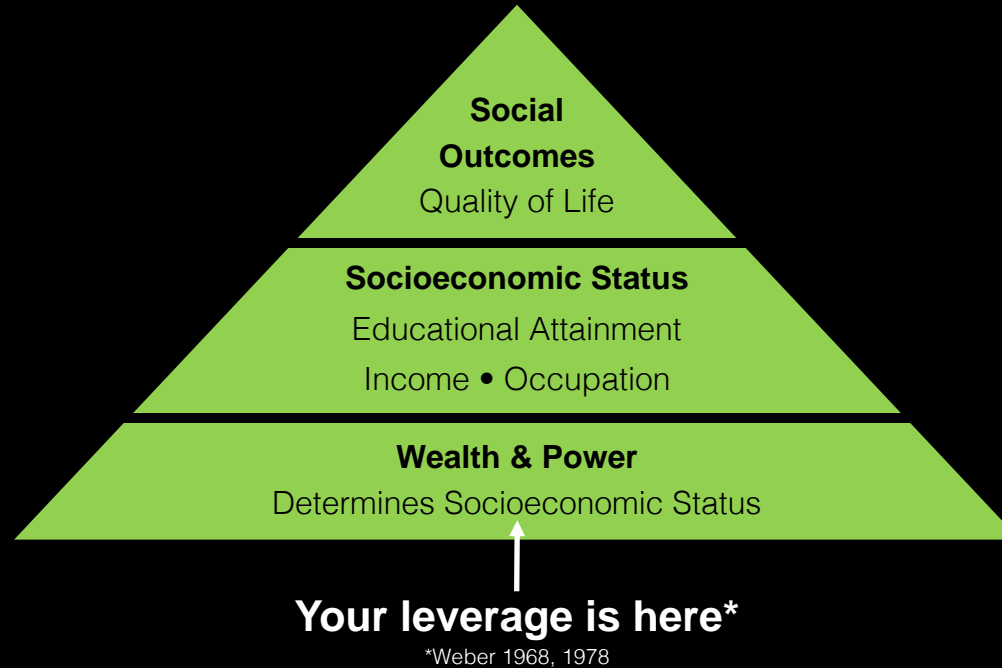 Social
Outcomes
Quality of Life
Socioeconomic Status
Educational Attainment
Income • Occupation
Wealth & Power
Determines Socioeconomic Status
Your leverage is here*
*Weber 1968, 1978